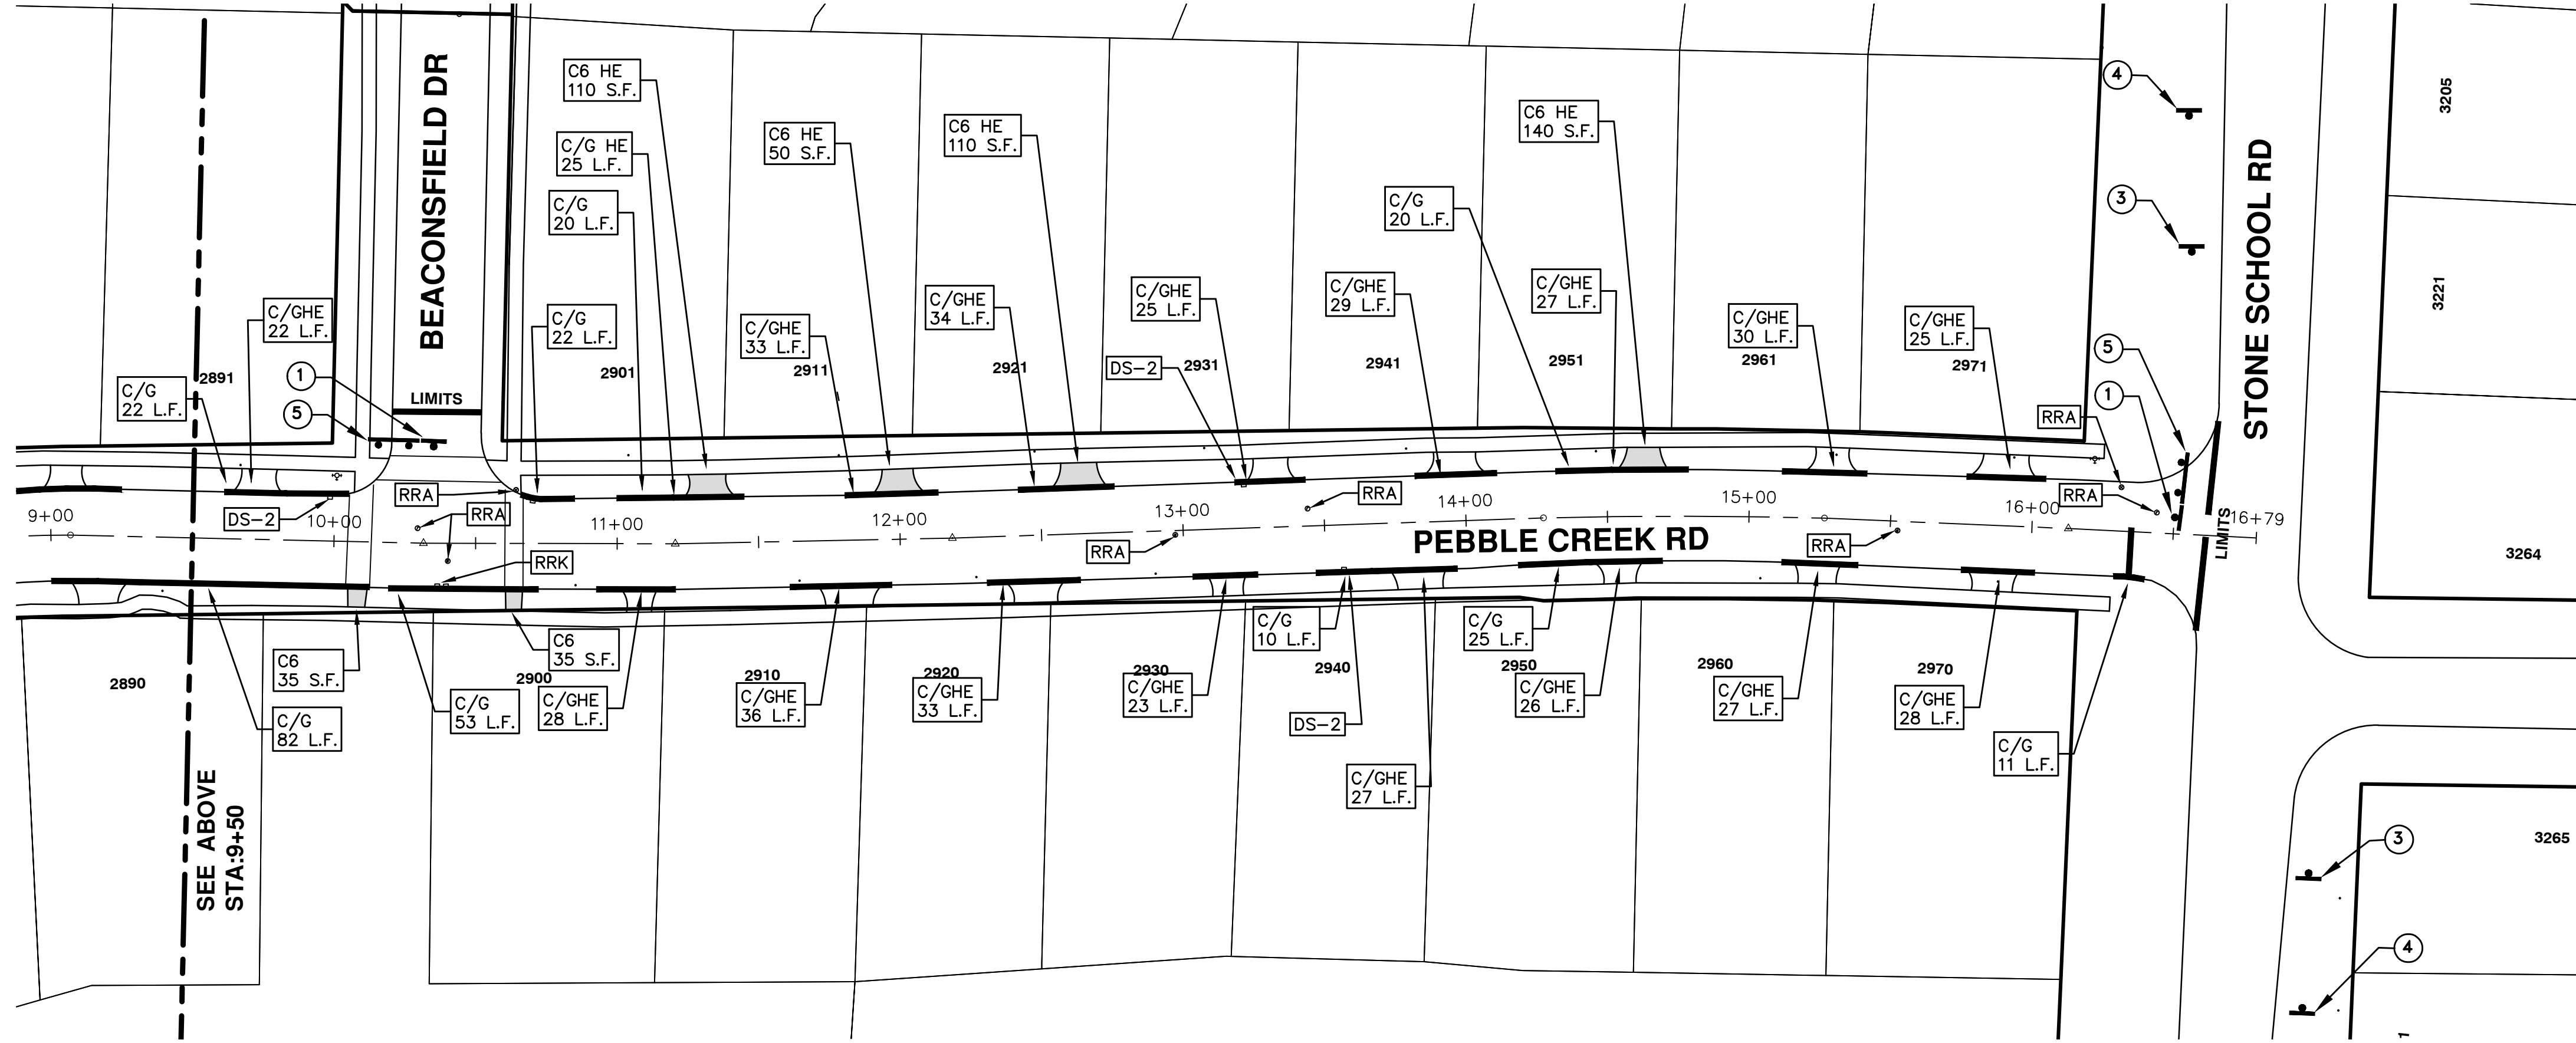 BEACONSFIELD DR
C6 HE
110 S.F.
C/G HE
25 L.F.
C/G
20 L.F.
C/G
22 L.F.
C6 HE
50 S.F.
C6 HE
110 S.F.
C6 HE
140 S.F.
C/G
20 L.F.
C/GHE
22 L.F.
C/G
22 L.F.
C/GHE
33 L.F.
C/GHE
34 L.F.
C/GHE
25 L.F.
C/GHE
29 L.F.
C/GHE
27 L.F.
C/GHE
30 L.F.
C/GHE
25 L.F.
DS-2
4
3
5
1
STONE SCHOOL RD
3205
3221
2891
1
5
LIMITS
2901
2911
2921
2931
2941
2951
2961
2971
RRA
RRA
RRA
RRA
RRA
DS-2
RRK
RRA
RRA
9+00
10+00
11+00
12+00
13+00
14+00
15+00
16+00
16+79
LIMITS
PEBBLE CREEK RD
3264
2890
C6
35 S.F.
C/G
82 L.F.
C/G
53 L.F.
C6
35 S.F.
2900
C/GHE
28 L.F.
2910
C/GHE
36 L.F.
2920
C/GHE
33 L.F.
2930
C/GHE
23 L.F.
C/G
10 L.F.
2940
DS-2
C/GHE
27 L.F.
C/G
25 L.F.
2950
C/GHE
26 L.F.
2960
C/GHE
27 L.F.
2970
C/GHE
28 L.F.
C/G
11 L.F.
SEE ABOVE
STA:9+50
3
3265
4